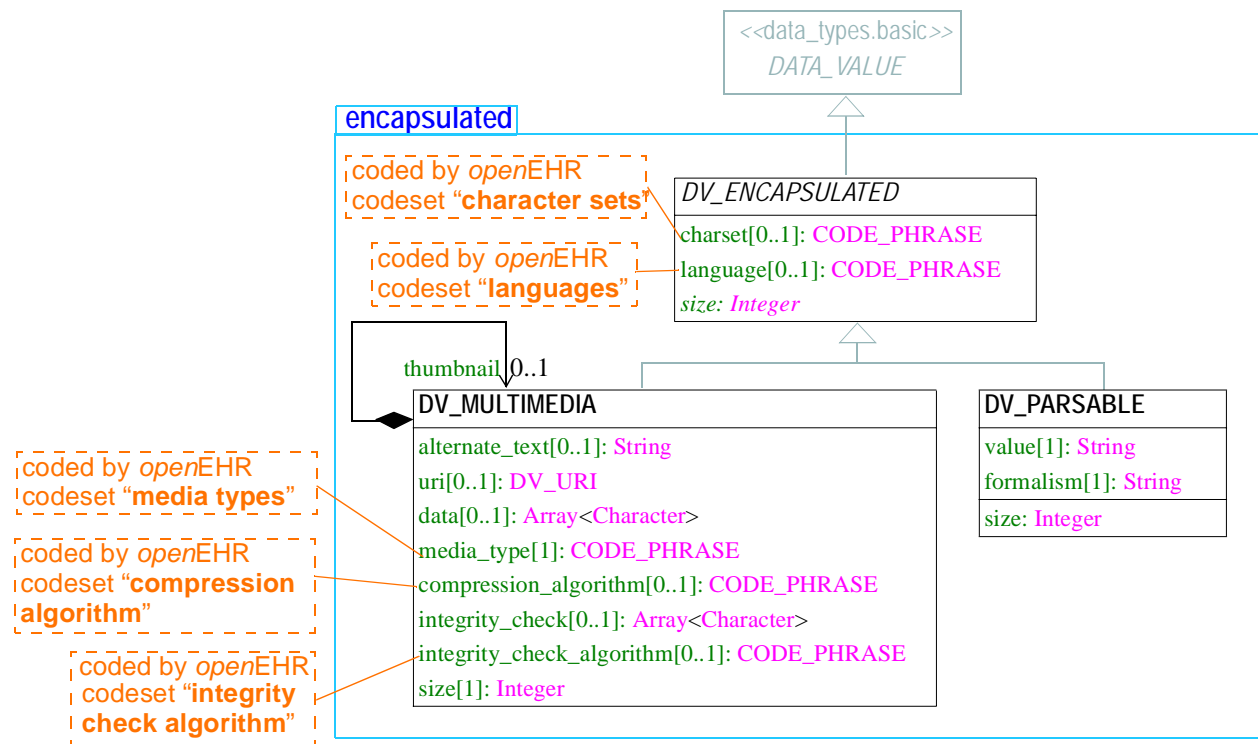 <<data_types.basic>>
DATA_VALUE
encapsulated
coded by openEHR
codeset “character sets”
DV_ENCAPSULATED
charset[0..1]: CODE_PHRASE
language[0..1]: CODE_PHRASE
size: Integer
coded by openEHR
codeset “languages”
thumbnail 0..1
DV_MULTIMEDIA
alternate_text[0..1]: String
uri[0..1]: DV_URI
data[0..1]: Array<Character>
media_type[1]: CODE_PHRASE
compression_algorithm[0..1]: CODE_PHRASE
integrity_check[0..1]: Array<Character>
integrity_check_algorithm[0..1]: CODE_PHRASE
size[1]: Integer
DV_PARSABLE
value[1]: String
formalism[1]: String
size: Integer
coded by openEHR
codeset “media types”
coded by openEHR
codeset “compression
algorithm”
coded by openEHR
codeset “integrity
check algorithm”